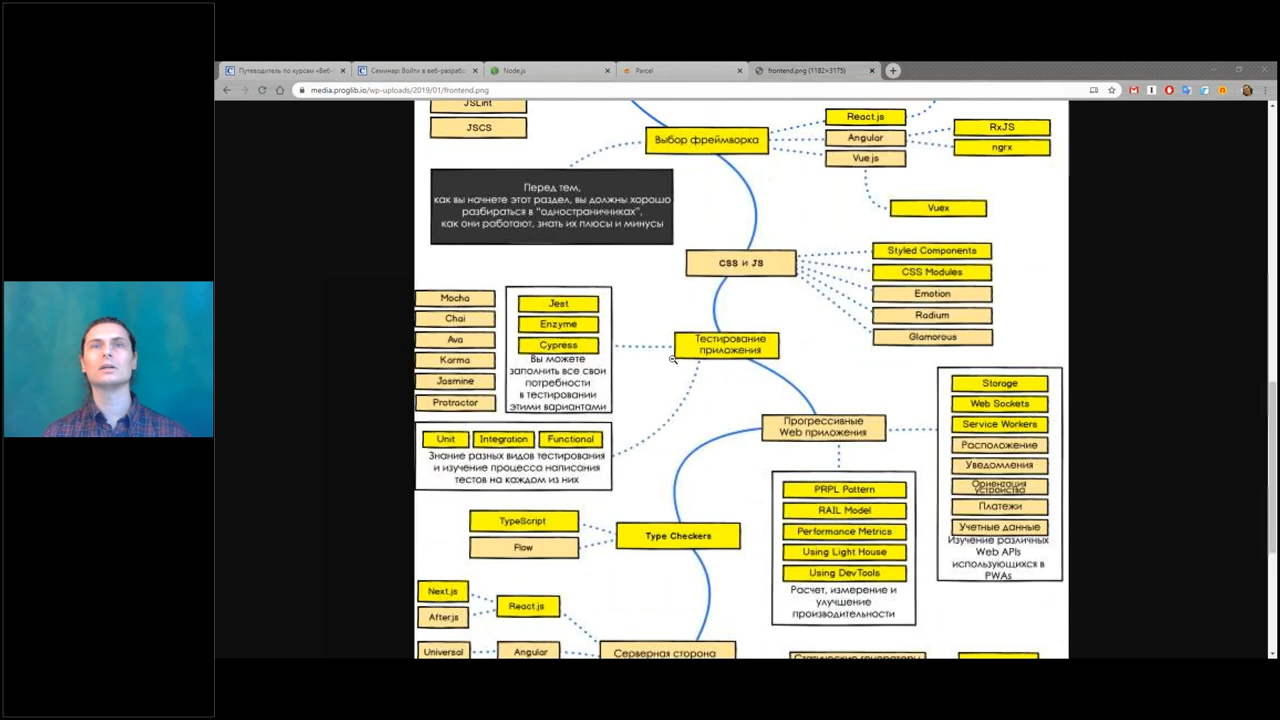 Путеводитель по курсам «Веб-
Семинар: Войти в веб-разрабо
Node.js
Parcel
frontend.png (1182×3175)
media.proglib.io/wp-uploads/2019/01/frontend.png
JSLint
JSCS
Выбор фреймворка
React.js
Angular
Vue.js
RxJS
ngrx
Vuex
Перед тем,
как вы начнете этот раздел, вы должны хорошо
разбираться в "одностраничниках",
как они работают, знать их плюсы и минусы
CSS и JS
Styled Components
CSS Modules
Emotion
Radium
Glamorous
Mocha
Chai
Ava
Karma
Jasmine
Protractor
Jest
Enzyme
Cypress
Вы можете
заполнить все свои
потребности
в тестировании
этими вариантами
Тестирование
приложения
Unit
Integration
Functional
Знание разных видов тестирования
и изучение процесса написания
тестов на каждом из них
Прогрессивные
Web приложения
Storage
Web Sockets
Service Workers
Расположение
Уведомления
Ориентация
устройства
Платежи
Учетные данные
Изучение различных
Web APIs
использующихся в
PWAs
PRPL Pattern
RAIL Model
Performance Metrics
Using Light House
Using DevTools
Расчет, измерение и
улучшение
производительности
TypeScript
Flow
Type Checkers
Next.js
After.js
React.js
Universal
Angular
Серверная сторона
Статические генераторы